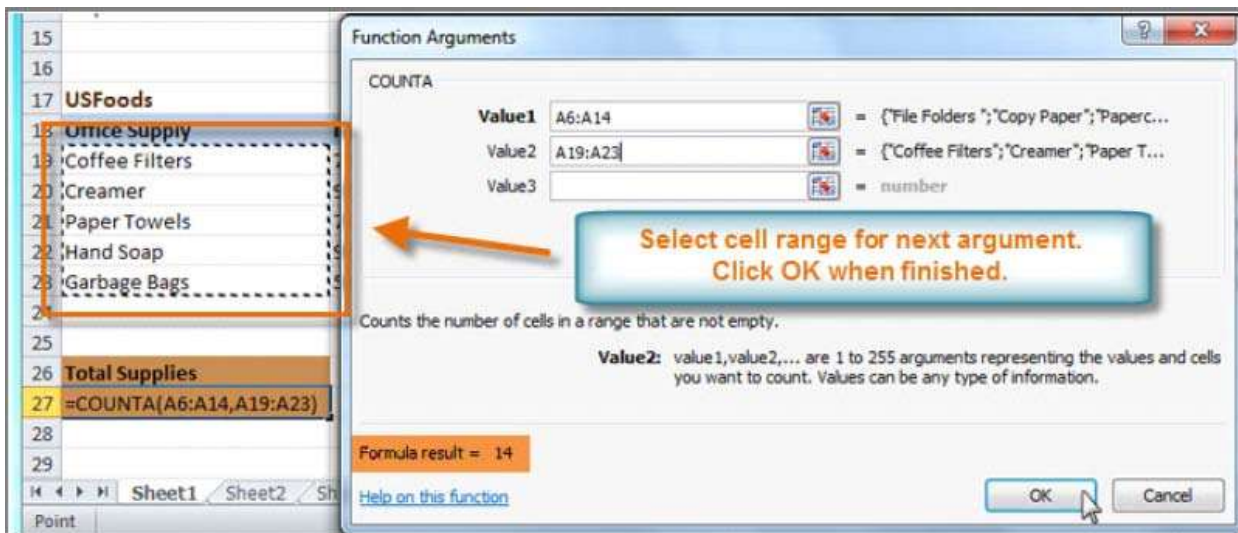 15
16
17 USFoods
18 Office Supply
19 Coffee Filters
20 Creamer
21 Paper Towels
22 Hand Soap
23 Garbage Bags
24
25
26 Total Supplies
27 =COUNTA(A6:A14,A19:A23)
28
29
Sheet1 Sheet2 Sh
Point
Function Arguments
COUNTA
Value1 A6:A14 = {"File Folders ";"Copy Paper";"Paperc...
Value2 A19:A23 = {"Coffee Filters";"Creamer";"Paper T...
Value3 = number
Select cell range for next argument.
Click OK when finished.
Counts the number of cells in a range that are not empty.
Value2: value1,value2,... are 1 to 255 arguments representing the values and cells
you want to count. Values can be any type of information.
Formula result = 14
Help on this function
OK Cancel